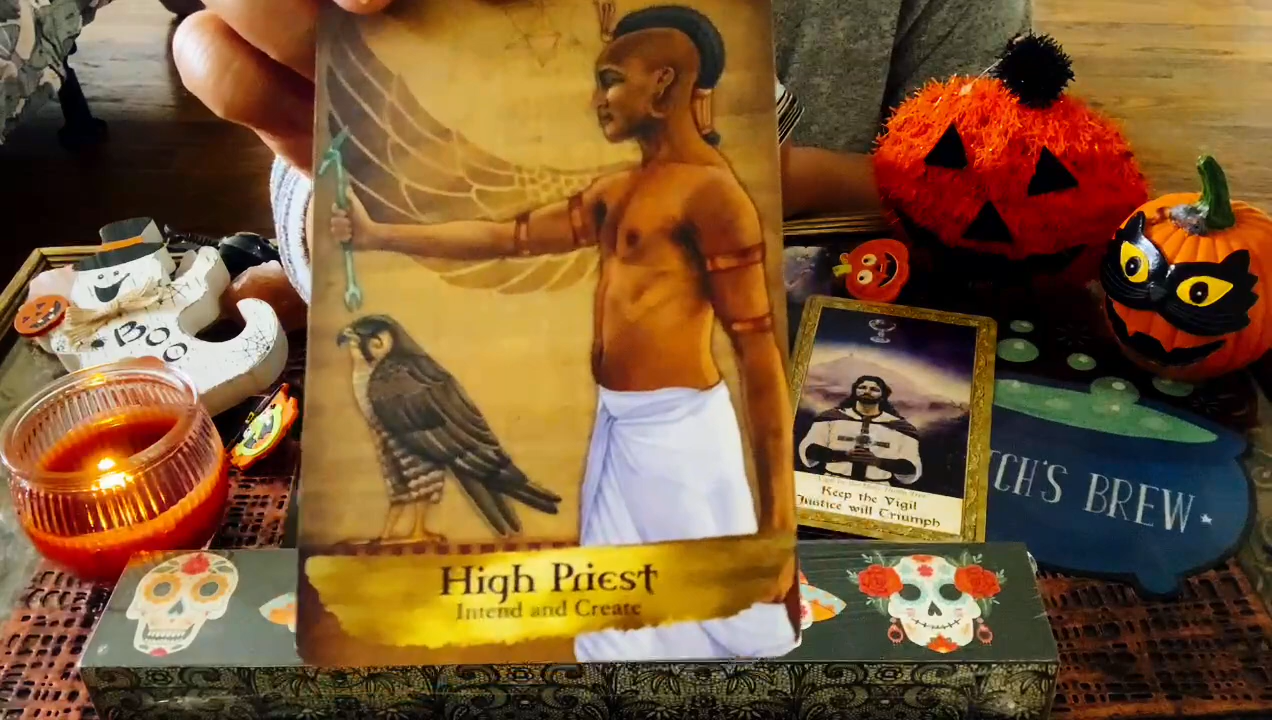 BOO
High Priest
Intend and Create
Keep the Vigil
Justice will Triumph
TCH'S BREW